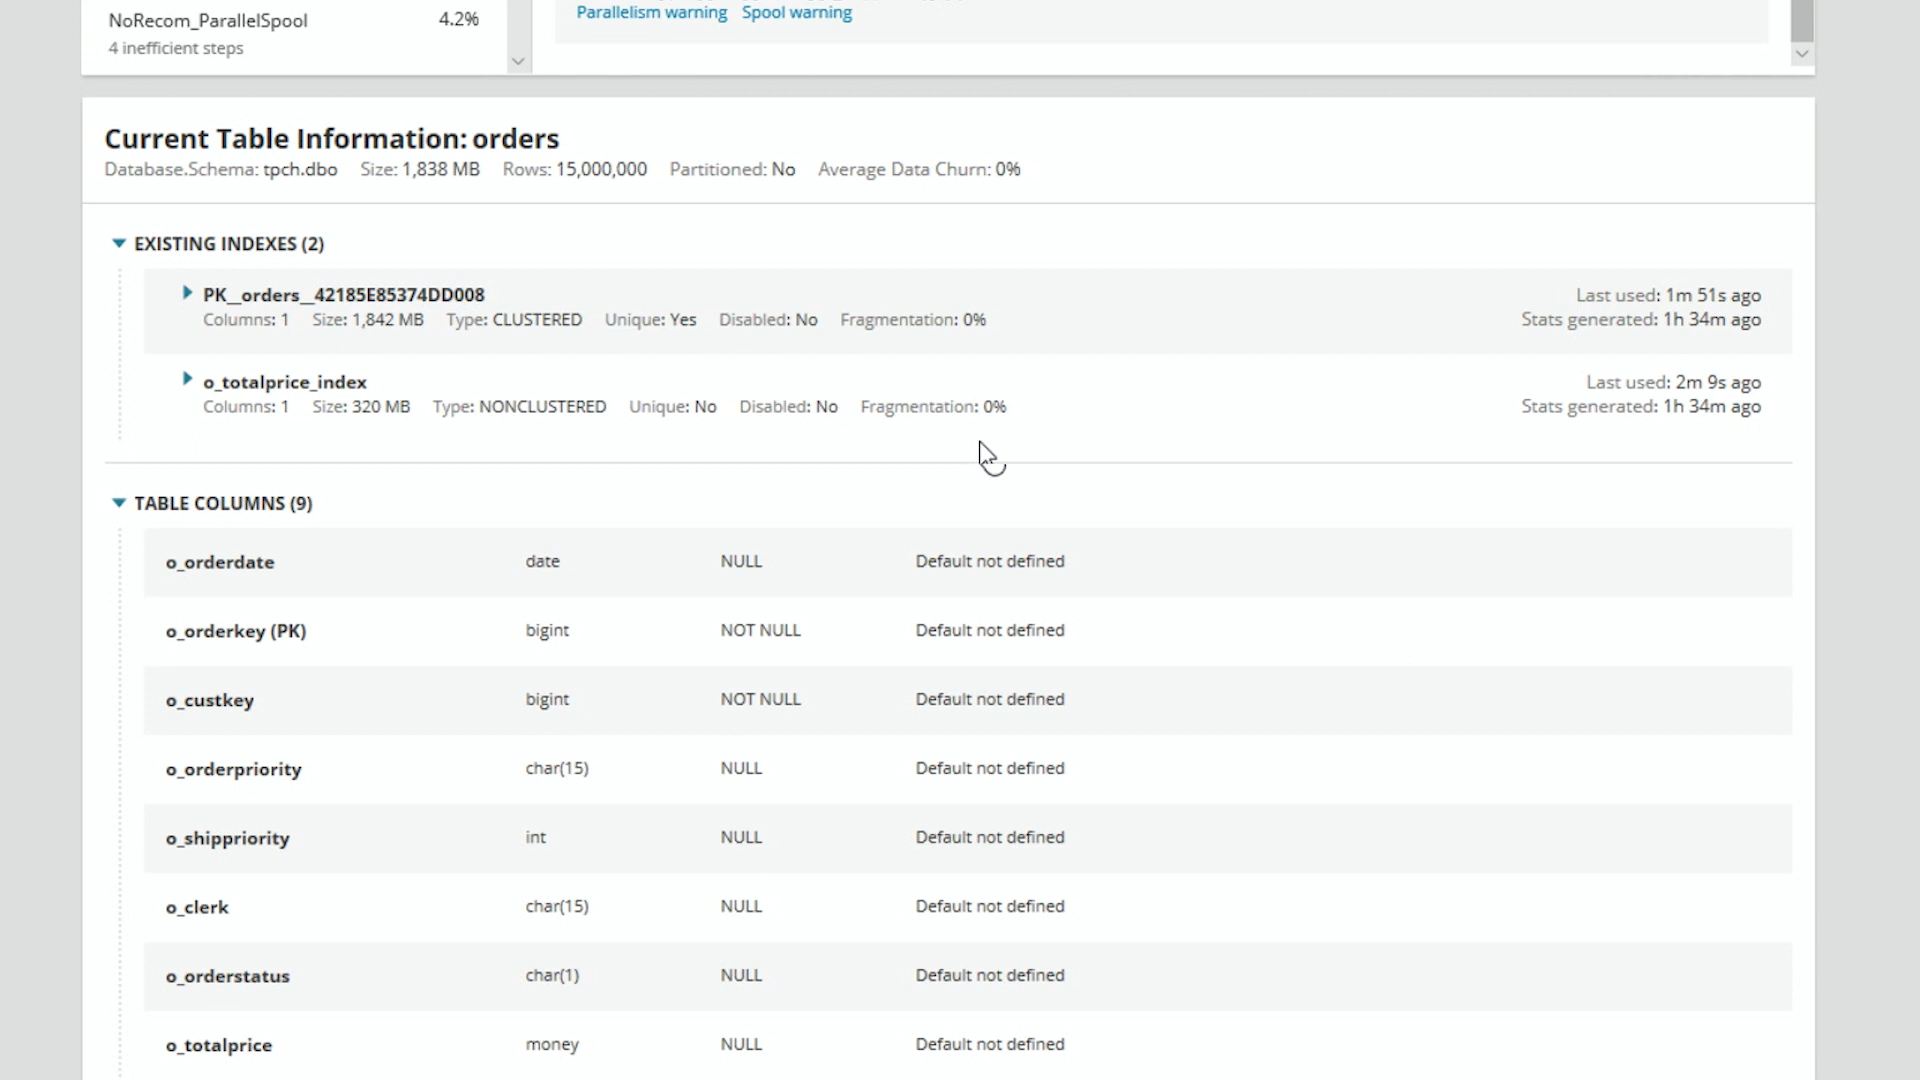 NoRecom_ParallelSpool 4.2%
4 inefficient steps
Parallelism warning Spool warning
Current Table Information: orders
Database.Schema: tpch.dbo Size: 1,838 MB Rows: 15,000,000 Partitioned: No Average Data Churn: 0%
EXISTING INDEXES (2)
PK__orders__42185E85374DD008 Last used: 1m 51s ago
Columns: 1 Size: 1,842 MB Type: CLUSTERED Unique: Yes Disabled: No Fragmentation: 0% Stats generated: 1h 34m ago
o_totalprice_index Last used: 2m 9s ago
Columns: 1 Size: 320 MB Type: NONCLUSTERED Unique: No Disabled: No Fragmentation: 0% Stats generated: 1h 34m ago
TABLE COLUMNS (9)
o_orderdate date NULL Default not defined
o_orderkey (PK) bigint NOT NULL Default not defined
o_custkey bigint NOT NULL Default not defined
o_orderpriority char(15) NULL Default not defined
o_shippriority int NULL Default not defined
o_clerk char(15) NULL Default not defined
o_orderstatus char(1) NULL Default not defined
o_totalprice money NULL Default not defined